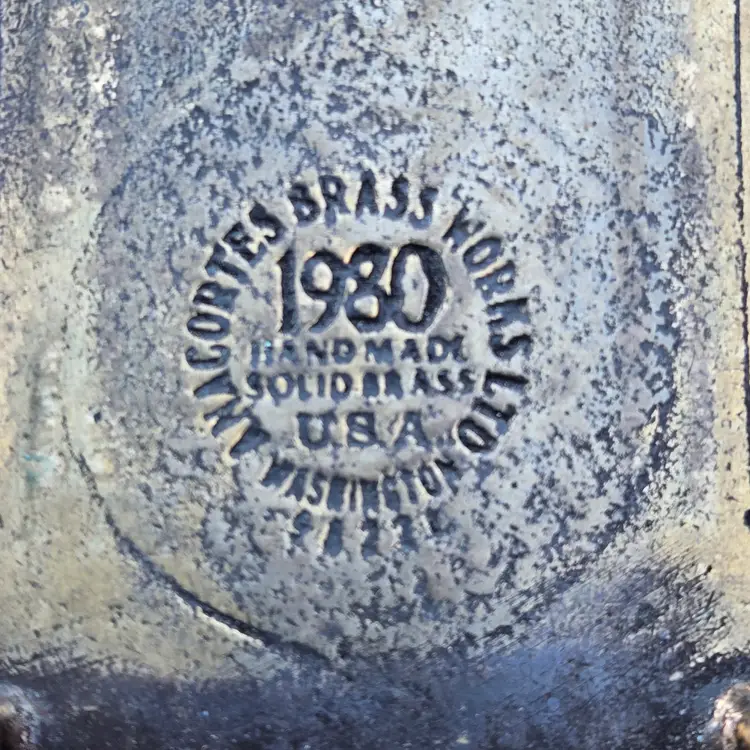 ANACORTES BRASS WORKS LTD
1980
HANDMADE
SOLID BRASS
U.S.A.
WASHINGTON